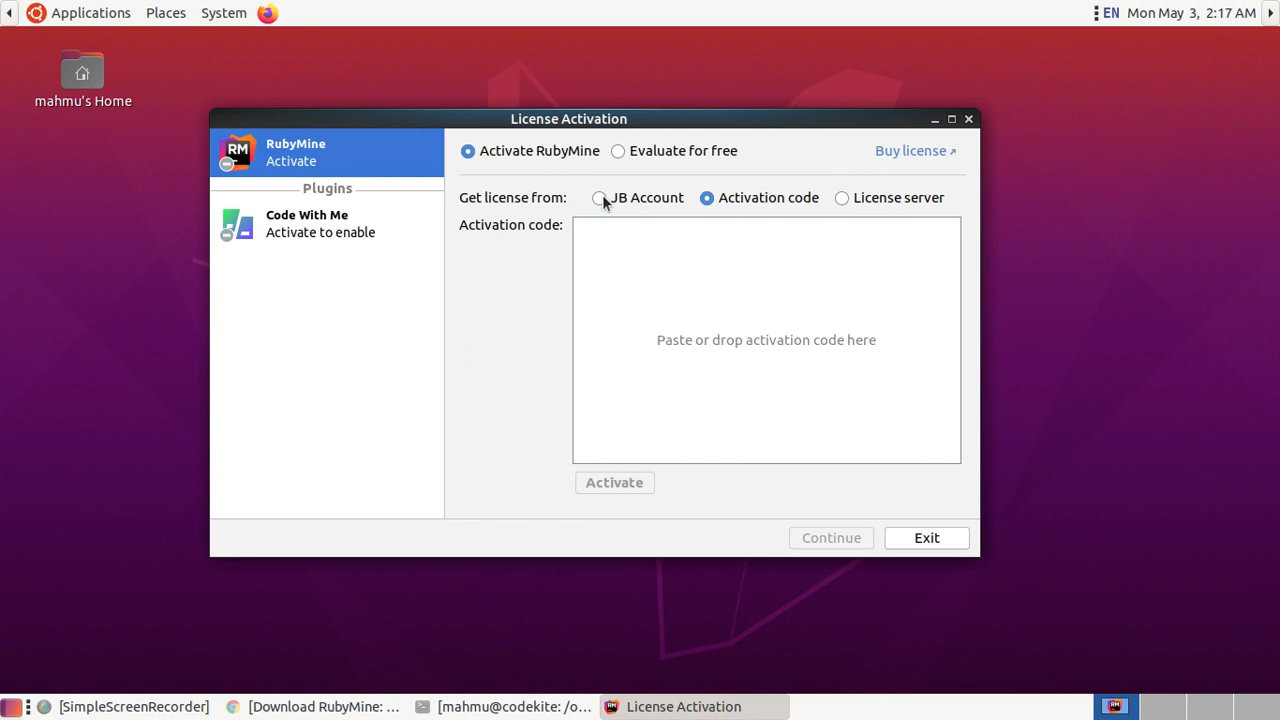 Applications Places System EN Mon May 3, 2:17 AM
mahmu's Home
License Activation
RM RubyMine
Activate
Plugins
Code With Me
Activate to enable
Activate RubyMine Evaluate for free Buy license
Get license from: JB Account Activation code License server
Activation code:
Paste or drop activation code here
Activate
Continue Exit
[SimpleScreenRecorder] [Download RubyMine: ... [mahmu@codekite: /o... License Activation